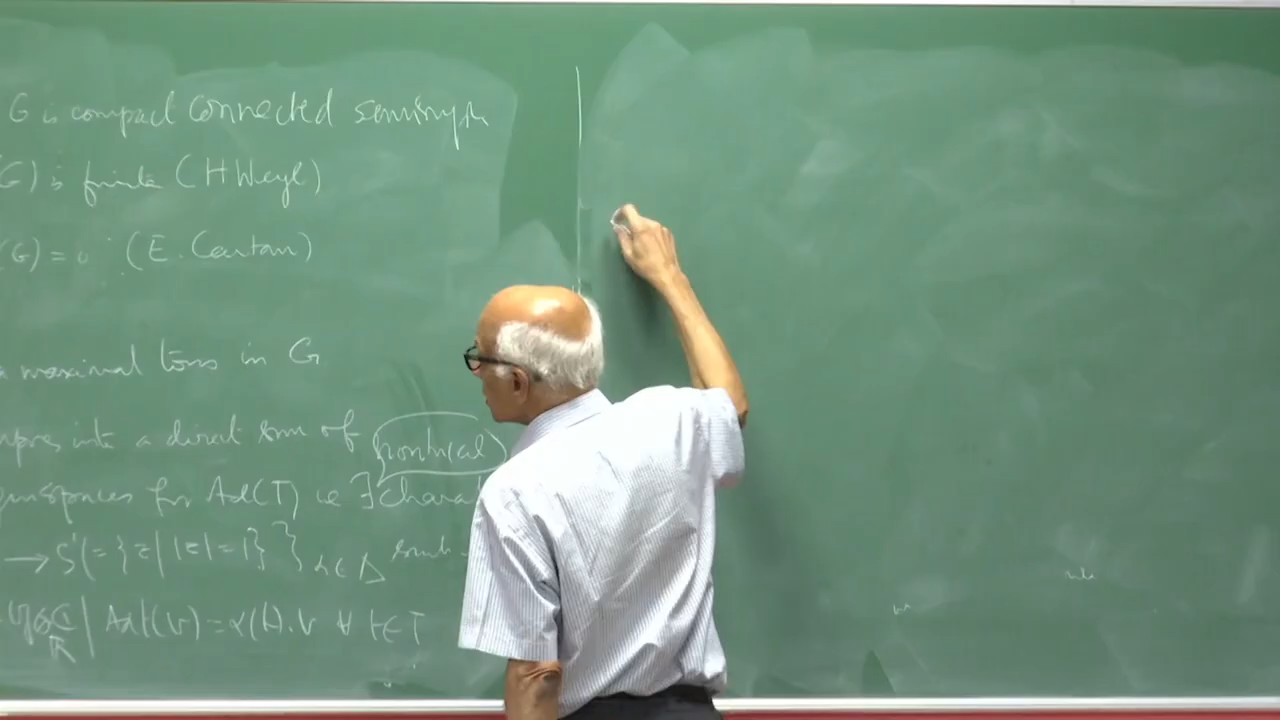 G is compact connected semisimple
G) is finite (H Weyl)
(G) = 0 (E. Cartan)
a maximal torus in G
into a direct sum of nontrivial
eigenspaces for Ad(T) ie ∃ charac
→ S¹(= {z | |z| = 1} }α∈Δ such
| Ad t(v) = α(t). v ∀ t ∈ T